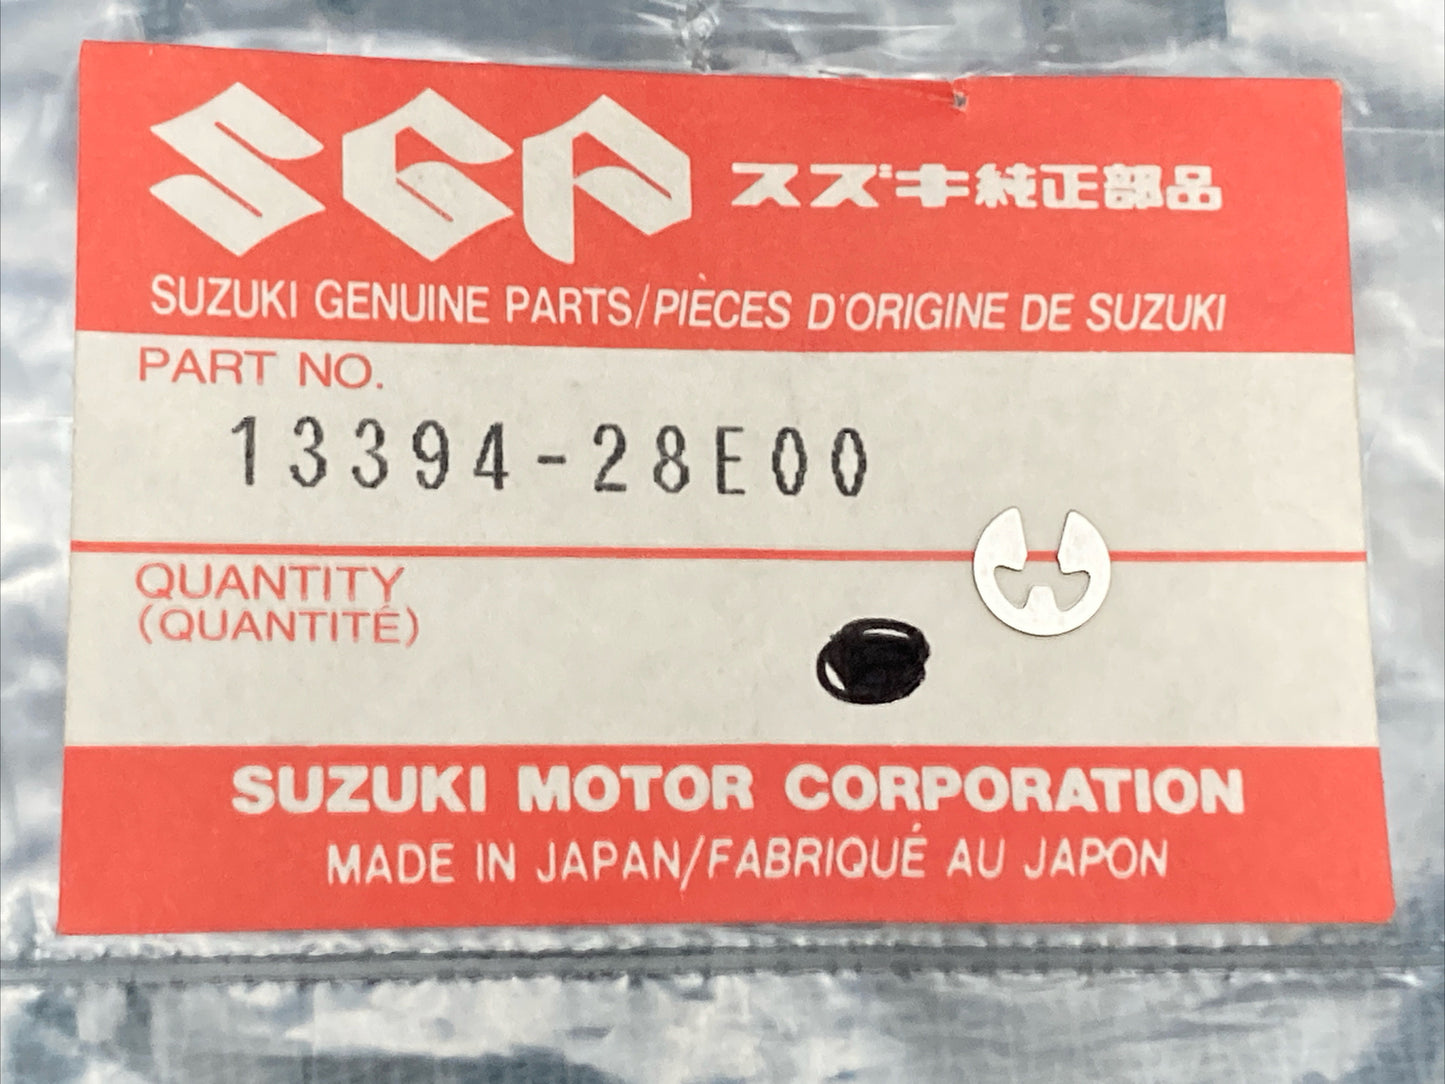 SGP スズキ純正部品
SUZUKI GENUINE PARTS/PIÈCES D'ORIGINE DE SUZUKI
PART NO.
13394-28E00
QUANTITY
(QUANTITÉ)
SUZUKI MOTOR CORPORATION
MADE IN JAPAN/FABRIQUÉ AU JAPON